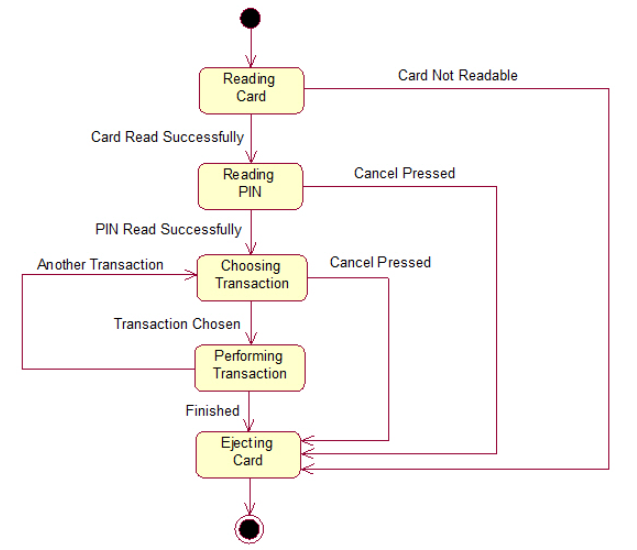 Reading
Card
Card Not Readable
Card Read Successfully
Reading
PIN
Cancel Pressed
PIN Read Successfully
Another Transaction
Choosing
Transaction
Cancel Pressed
Transaction Chosen
Performing
Transaction
Finished
Ejecting
Card